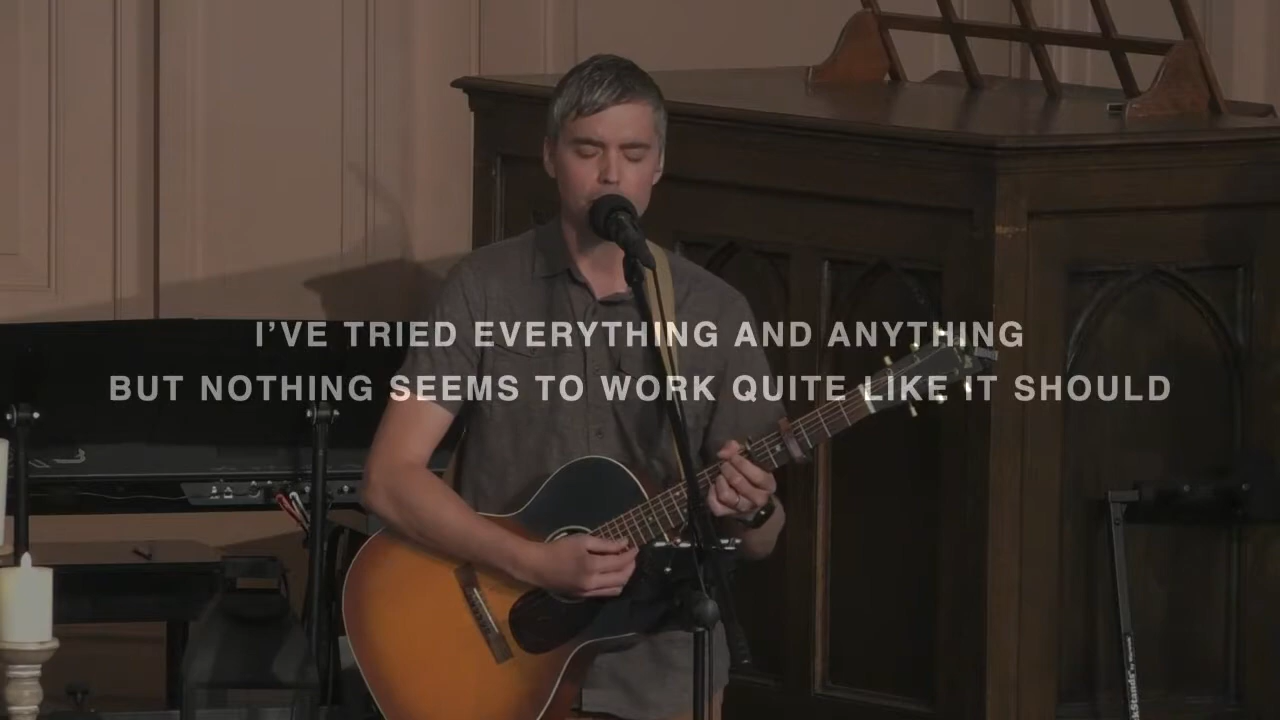 I'VE TRIED EVERYTHING AND ANYTHING
BUT NOTHING SEEMS TO WORK QUITE LIKE IT SHOULD